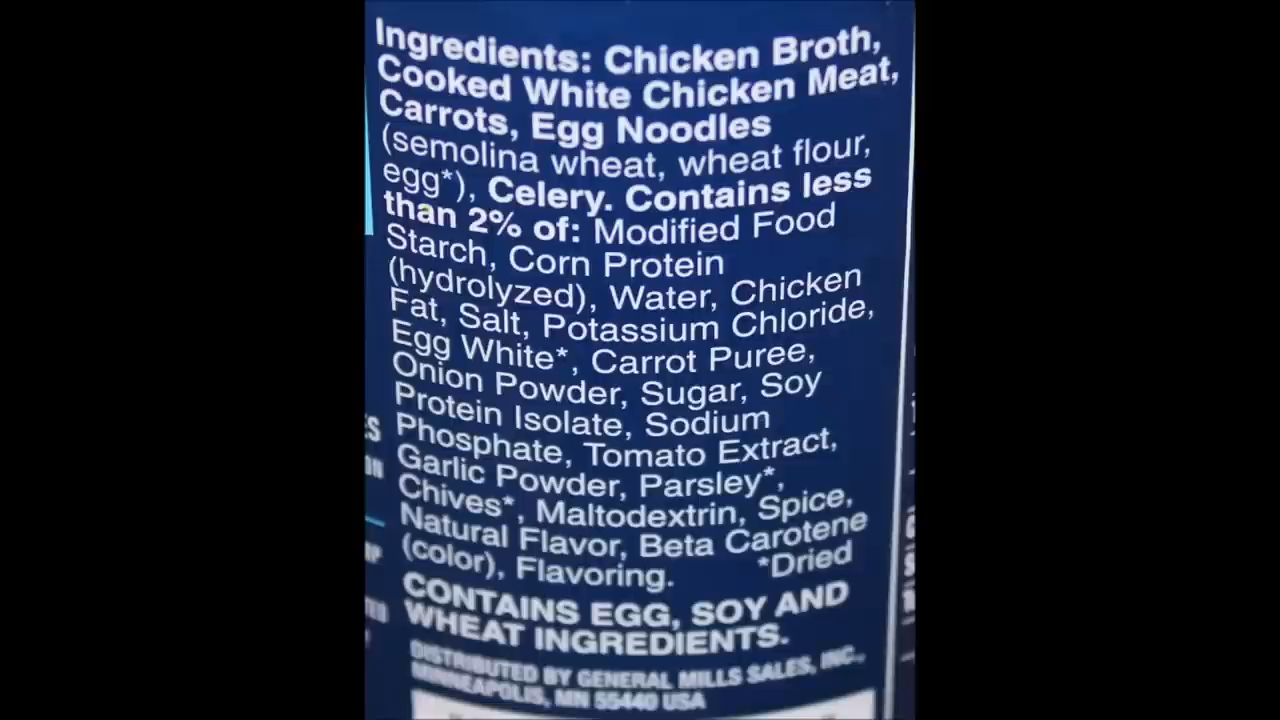 Ingredients: Chicken Broth,
Cooked White Chicken Meat,
Carrots, Egg Noodles
(semolina wheat, wheat flour,
egg*), Celery. Contains less
than 2% of: Modified Food
Starch, Corn Protein
(hydrolyzed), Water, Chicken
Fat, Salt, Potassium Chloride,
Egg White*, Carrot Puree,
Onion Powder, Sugar, Soy
Protein Isolate, Sodium
Phosphate, Tomato Extract,
Garlic Powder, Parsley*,
Chives*, Maltodextrin, Spice,
Natural Flavor, Beta Carotene
(color), Flavoring. *Dried
CONTAINS EGG, SOY AND
WHEAT INGREDIENTS.
DISTRIBUTED BY GENERAL MILLS SALES, INC.,
MINNEAPOLIS, MN 55440 USA